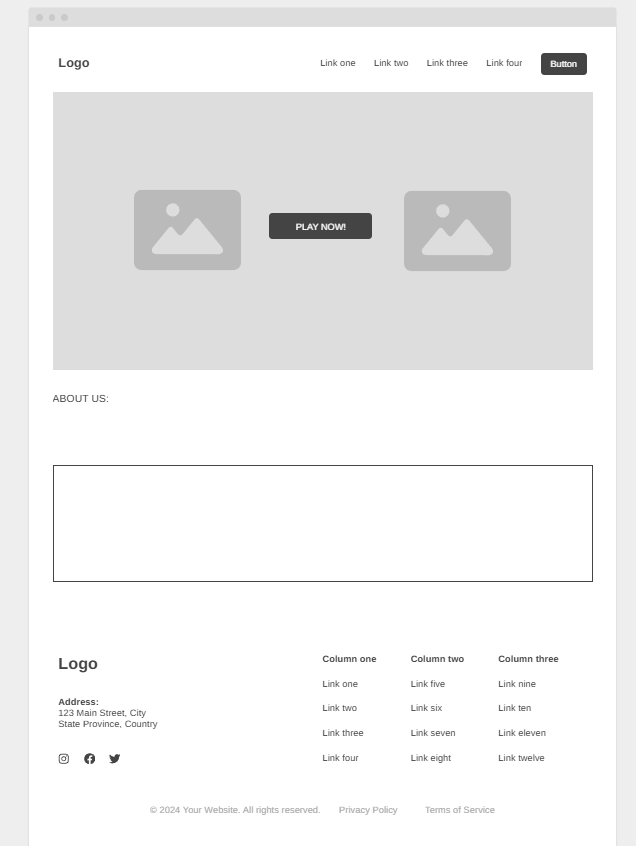 Logo
Link one Link two Link three Link four Button
PLAY NOW!
ABOUT US:
Logo
Address:
123 Main Street, City
State Province, Country
Column one
Link one
Link two
Link three
Link four
Column two
Link five
Link six
Link seven
Link eight
Column three
Link nine
Link ten
Link eleven
Link twelve
© 2024 Your Website. All rights reserved. Privacy Policy Terms of Service